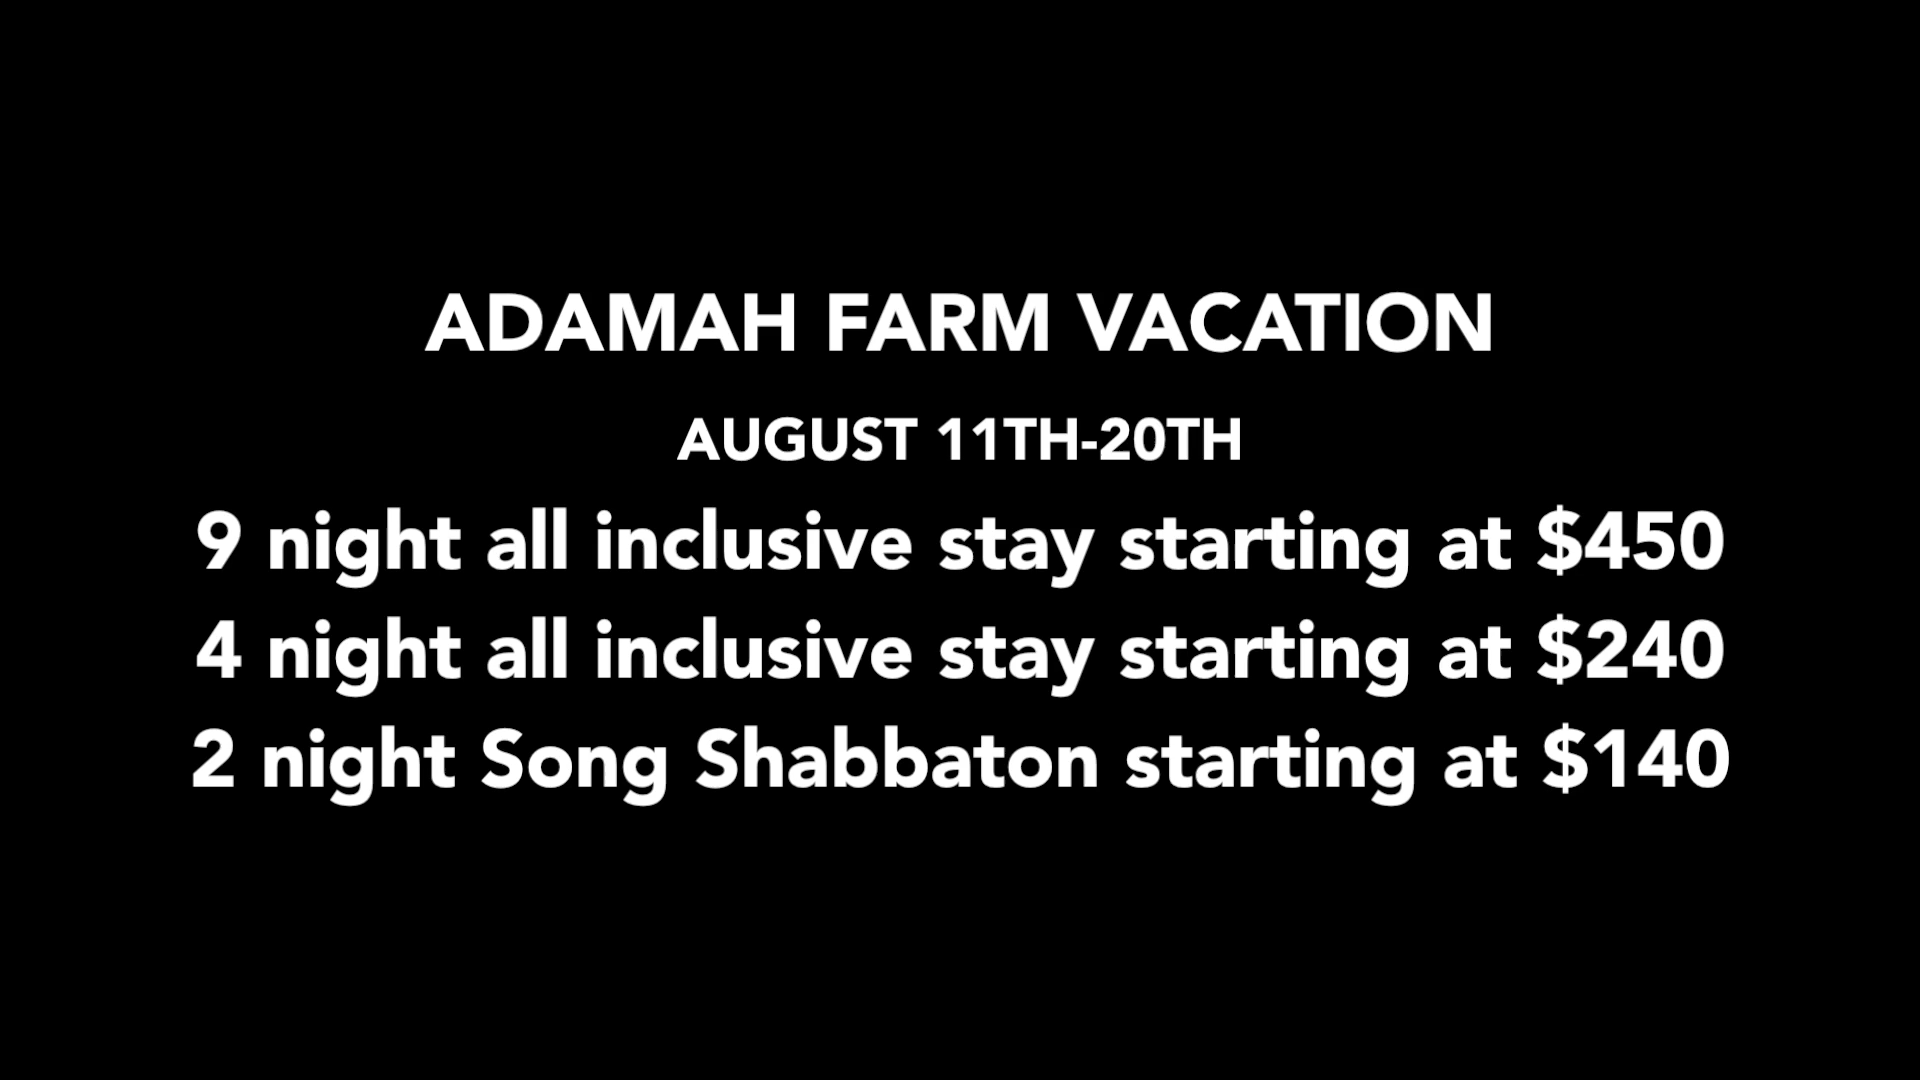 ADAMAH FARM VACATION
AUGUST 11TH-20TH
9 night all inclusive stay starting at $450
4 night all inclusive stay starting at $240
2 night Song Shabbaton starting at $140